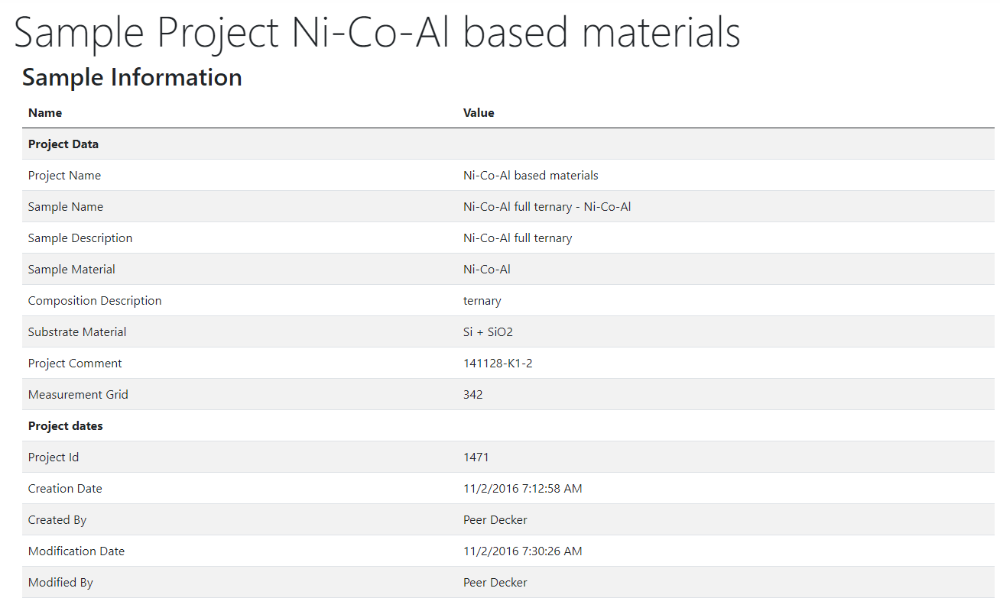 Sample Project Ni-Co-Al based materials
Sample Information
Name Value
Project Data
Project Name Ni-Co-Al based materials
Sample Name Ni-Co-Al full ternary - Ni-Co-Al
Sample Description Ni-Co-Al full ternary
Sample Material Ni-Co-Al
Composition Description ternary
Substrate Material Si + SiO2
Project Comment 141128-K1-2
Measurement Grid 342
Project dates
Project Id 1471
Creation Date 11/2/2016 7:12:58 AM
Created By Peer Decker
Modification Date 11/2/2016 7:30:26 AM
Modified By Peer Decker